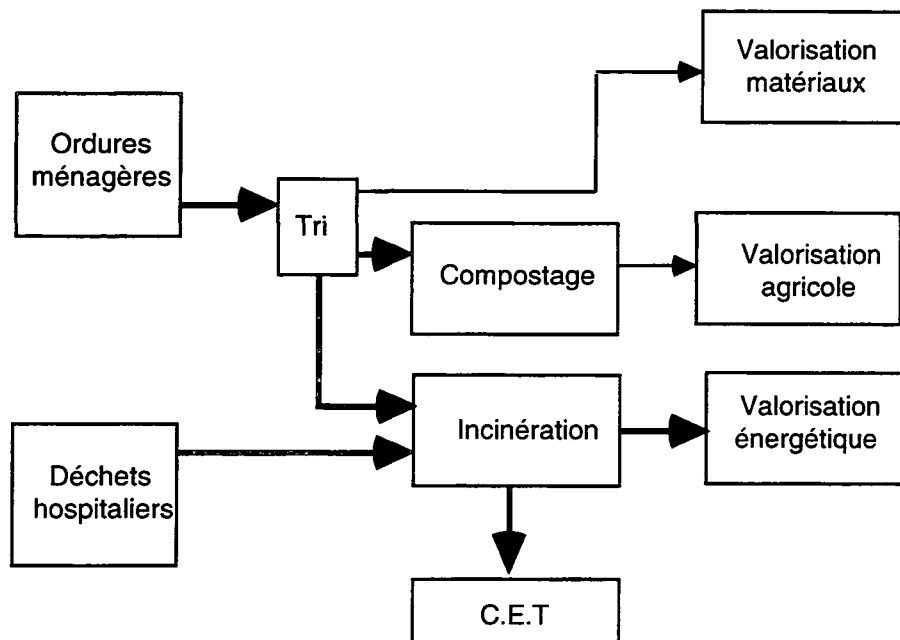 Valorisation
matériaux
Ordures
ménagères
Tri
Compostage
Valorisation
agricole
Incinération
Valorisation
énergétique
Déchets
hospitaliers
C.E.T